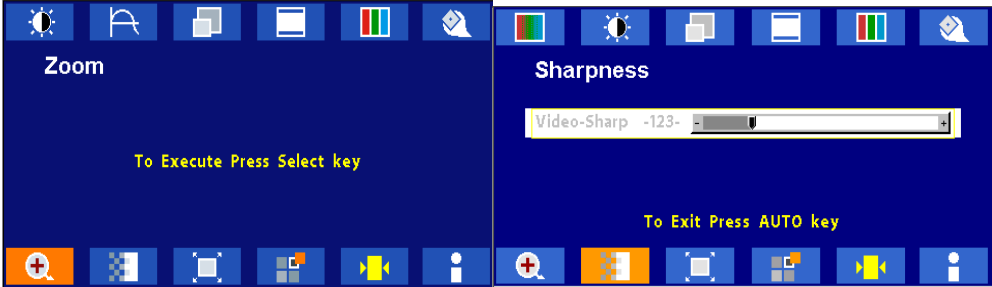 Zoom
To Execute Press Select key
Sharpness
Video-Sharp -123- - +
To Exit Press AUTO key